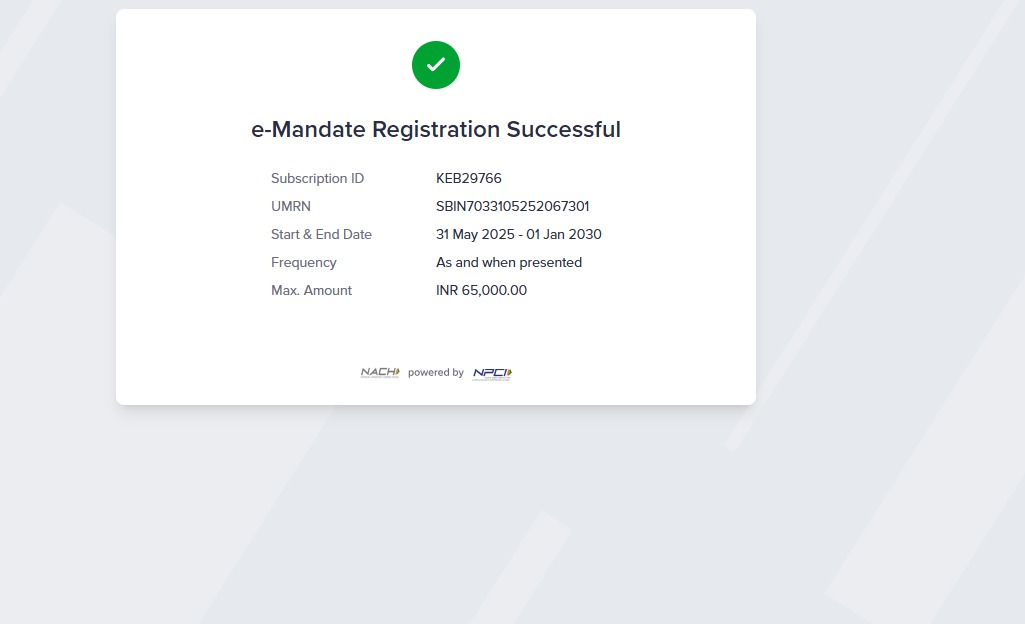 e-Mandate Registration Successful
Subscription ID KEB29766
UMRN SBIN7033105252067301
Start & End Date 31 May 2025 - 01 Jan 2030
Frequency As and when presented
Max. Amount INR 65,000.00
NACH powered by NPCI